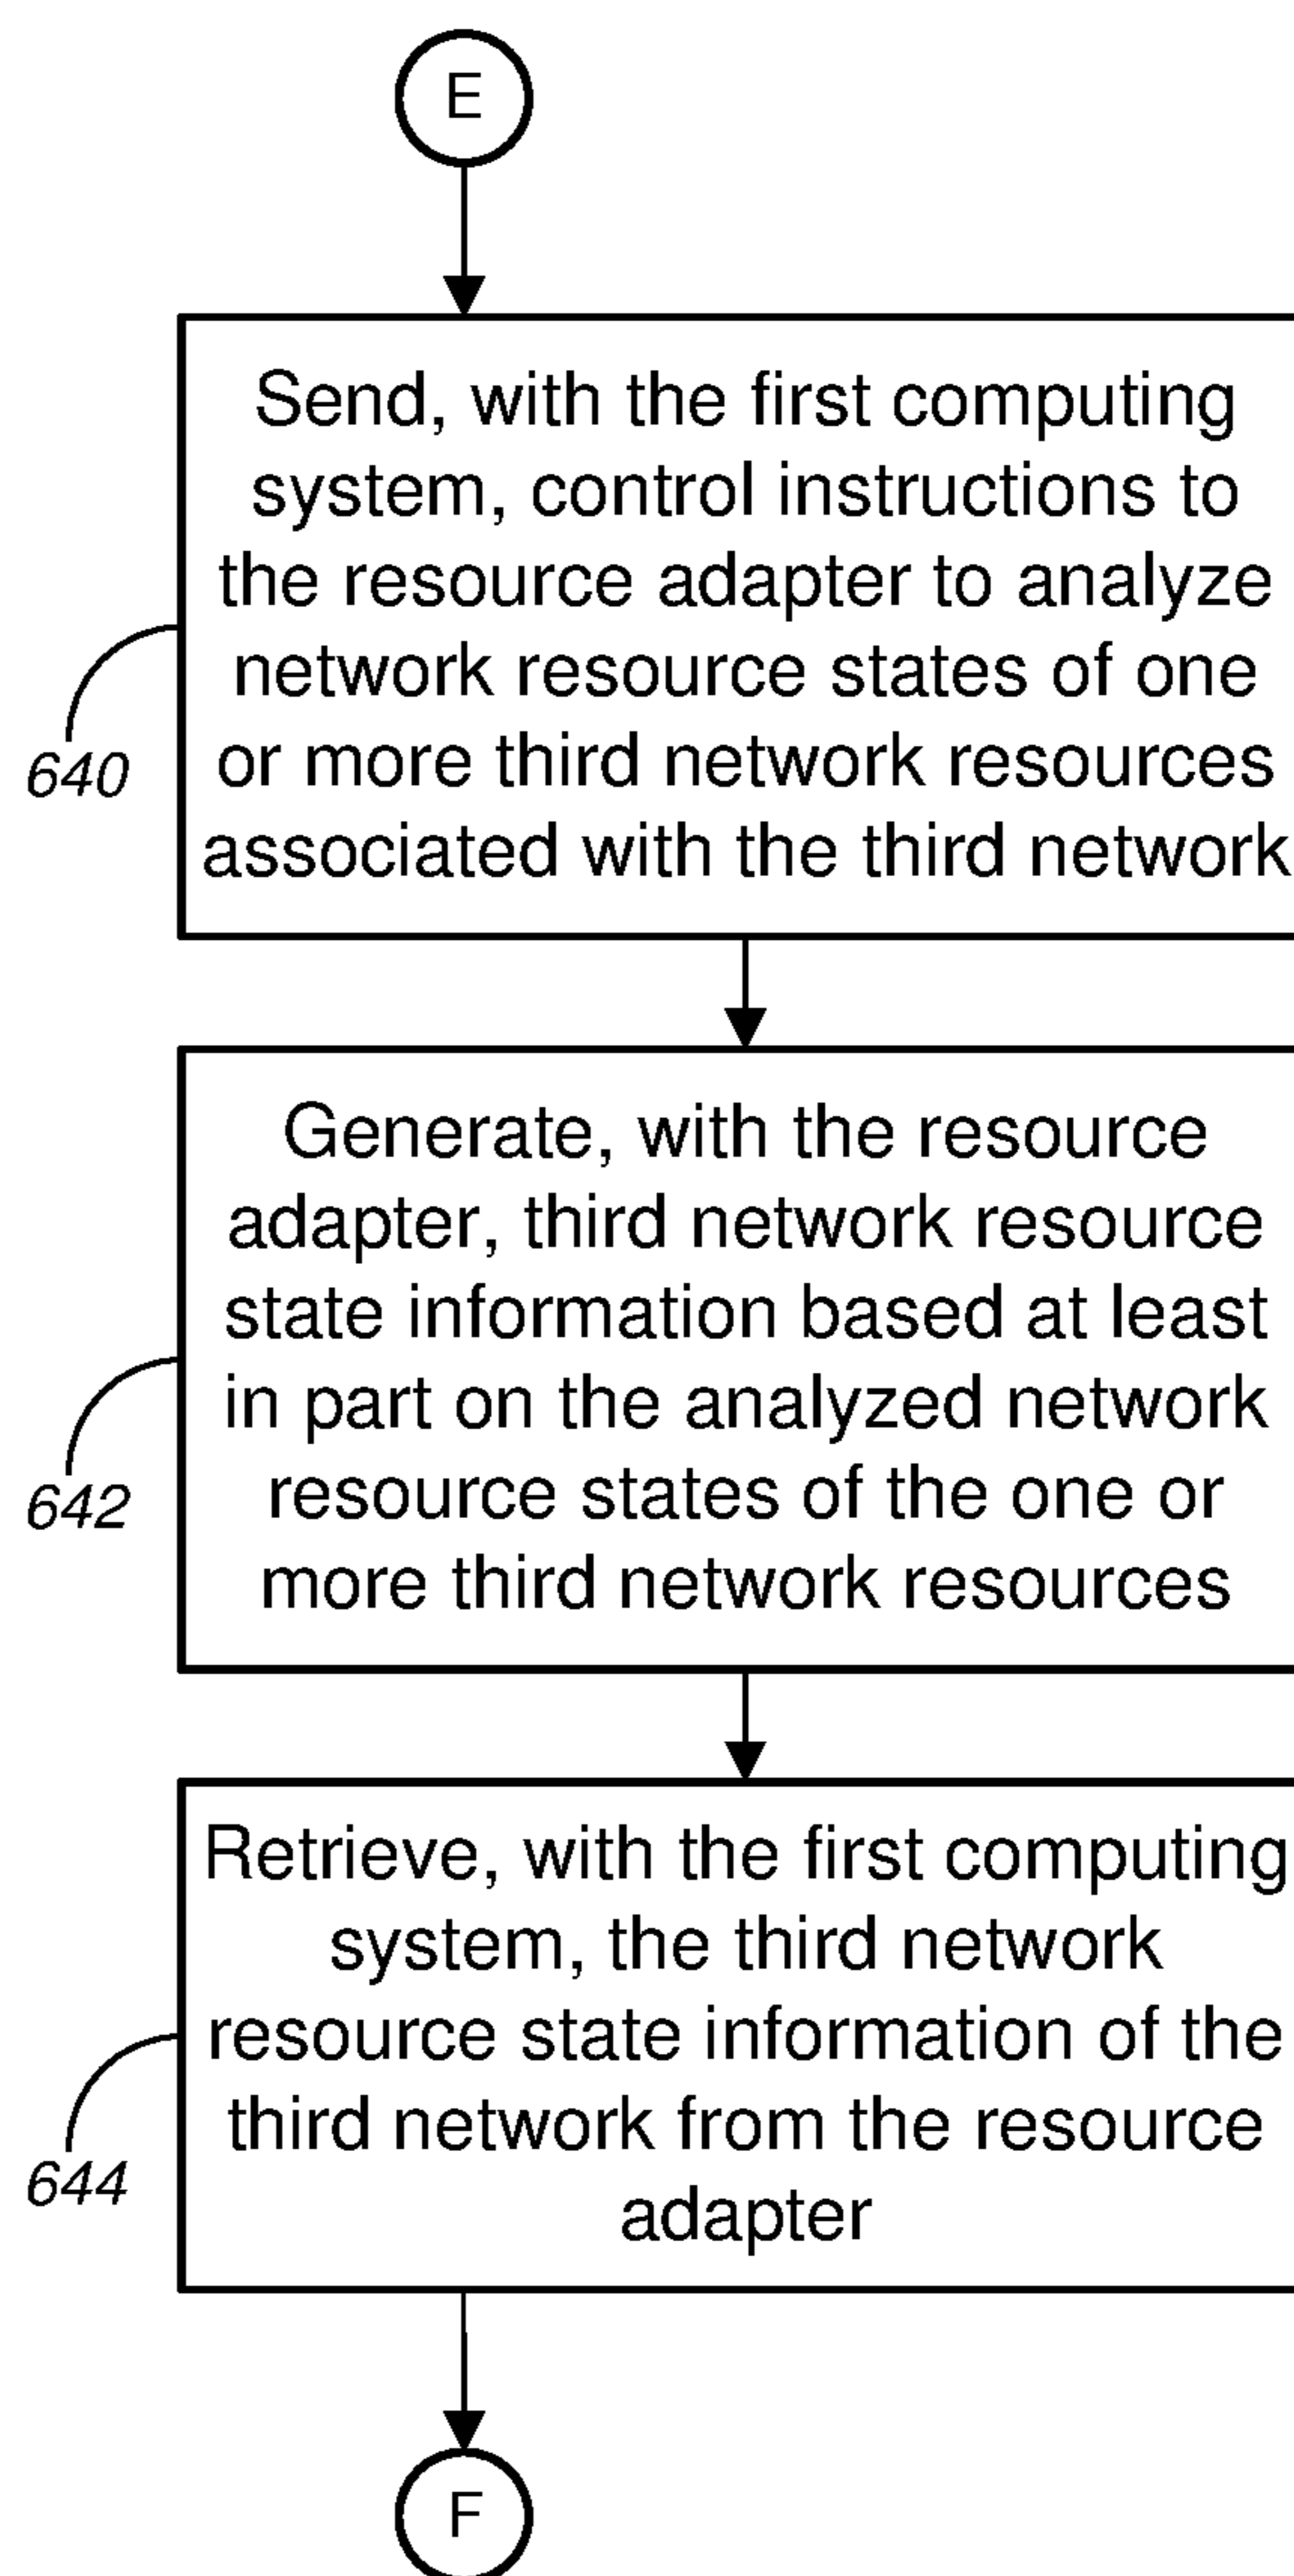 E
Send, with the first computing
system, control instructions to
the resource adapter to analyze
network resource states of one
or more third network resources
associated with the third network
640
Generate, with the resource
adapter, third network resource
state information based at least
in part on the analyzed network
resource states of the one or
more third network resources
642
Retrieve, with the first computing
system, the third network
resource state information of the
third network from the resource
adapter
644
F